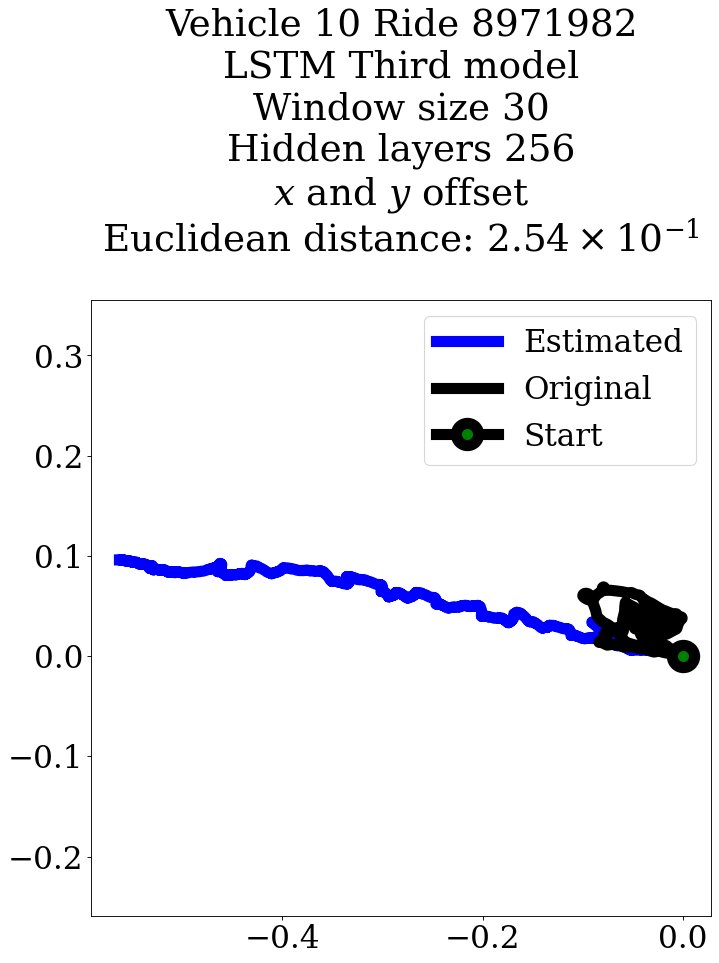 Vehicle 10 Ride 8971982
LSTM Third model
Window size 30
Hidden layers 256
x and y offset
Euclidean distance: 2.54 × 10⁻¹
Estimated
Original
Start
0.3
0.2
0.1
0.0
−0.1
−0.2
−0.4 −0.2 0.0